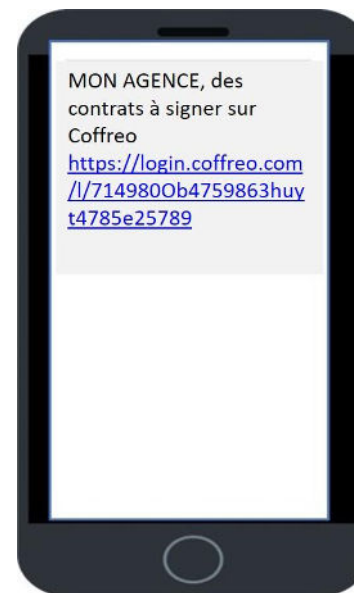 MON AGENCE, des
contrats à signer sur
Coffreo
https://login.coffreo.com
/l/714980Ob4759863huy
t4785e25789